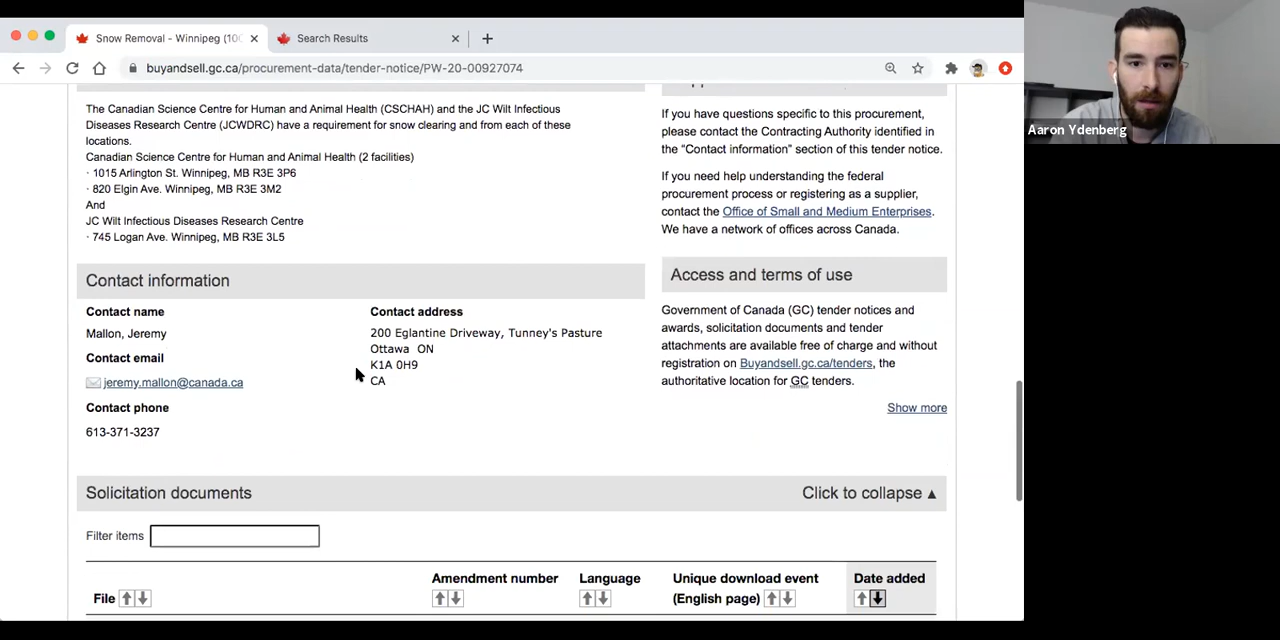 Snow Removal - Winnipeg (100
Search Results
buyandsell.gc.ca/procurement-data/tender-notice/PW-20-00927074
The Canadian Science Centre for Human and Animal Health (CSCHAH) and the JC Wilt Infectious
Diseases Research Centre (JCWDRC) have a requirement for snow clearing and from each of these
locations.
Canadian Science Centre for Human and Animal Health (2 facilities)
· 1015 Arlington St. Winnipeg, MB R3E 3P6
· 820 Elgin Ave. Winnipeg, MB R3E 3M2
And
JC Wilt Infectious Diseases Research Centre
· 745 Logan Ave. Winnipeg, MB R3E 3L5
Contact information
Contact name
Mallon, Jeremy
Contact email
jeremy.mallon@canada.ca
Contact phone
613-371-3237
Contact address
200 Eglantine Driveway, Tunney's Pasture
Ottawa ON
K1A 0H9
CA
If you have questions specific to this procurement,
please contact the Contracting Authority identified in
the “Contact information” section of this tender notice.
If you need help understanding the federal
procurement process or registering as a supplier,
contact the Office of Small and Medium Enterprises.
We have a network of offices across Canada.
Access and terms of use
Government of Canada (GC) tender notices and
awards, solicitation documents and tender
attachments are available free of charge and without
registration on Buyandsell.gc.ca/tenders, the
authoritative location for GC tenders.
Show more
Solicitation documents
Click to collapse ▲
Filter items
File
Amendment number
Language
Unique download event
(English page)
Date added
Aaron Ydenberg